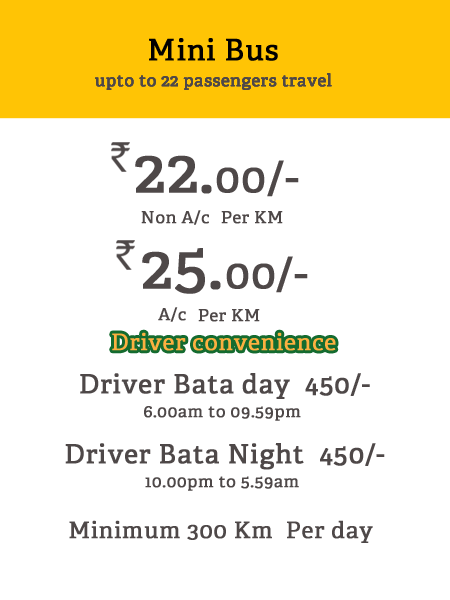 Mini Bus
upto to 22 passengers travel
₹22.00/-
Non A/c Per KM
₹25.00/-
A/c Per KM
Driver convenience
Driver Bata day 450/-
6.00am to 09.59pm
Driver Bata Night 450/-
10.00pm to 5.59am
Minimum 300 Km Per day